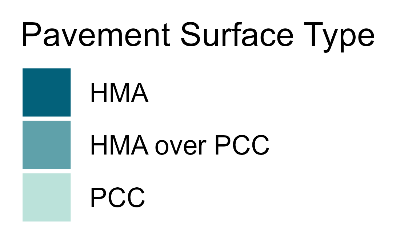 Pavement Surface Type
HMA
HMA over PCC
PCC